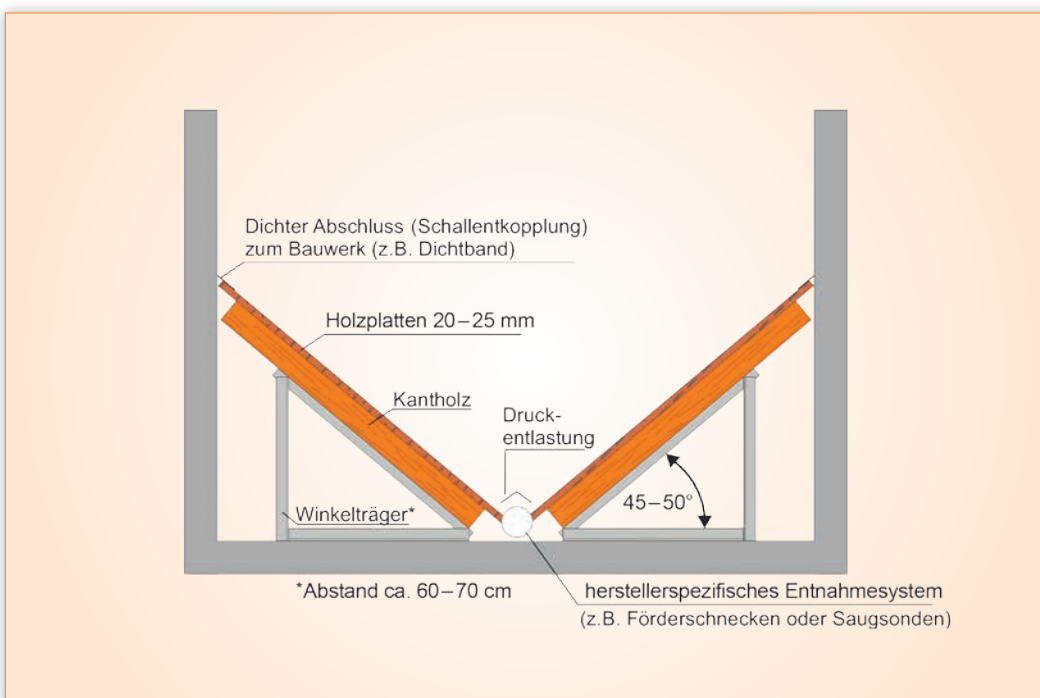 Dichter Abschluss (Schallentkopplung)
zum Bauwerk (z.B. Dichtband)
Holzplatten 20–25 mm
Kantholz
Druck-
entlastung
45–50°
Winkelträger*
*Abstand ca. 60–70 cm
herstellerspezifisches Entnahmesystem
(z.B. Förderschnecken oder Saugsonden)